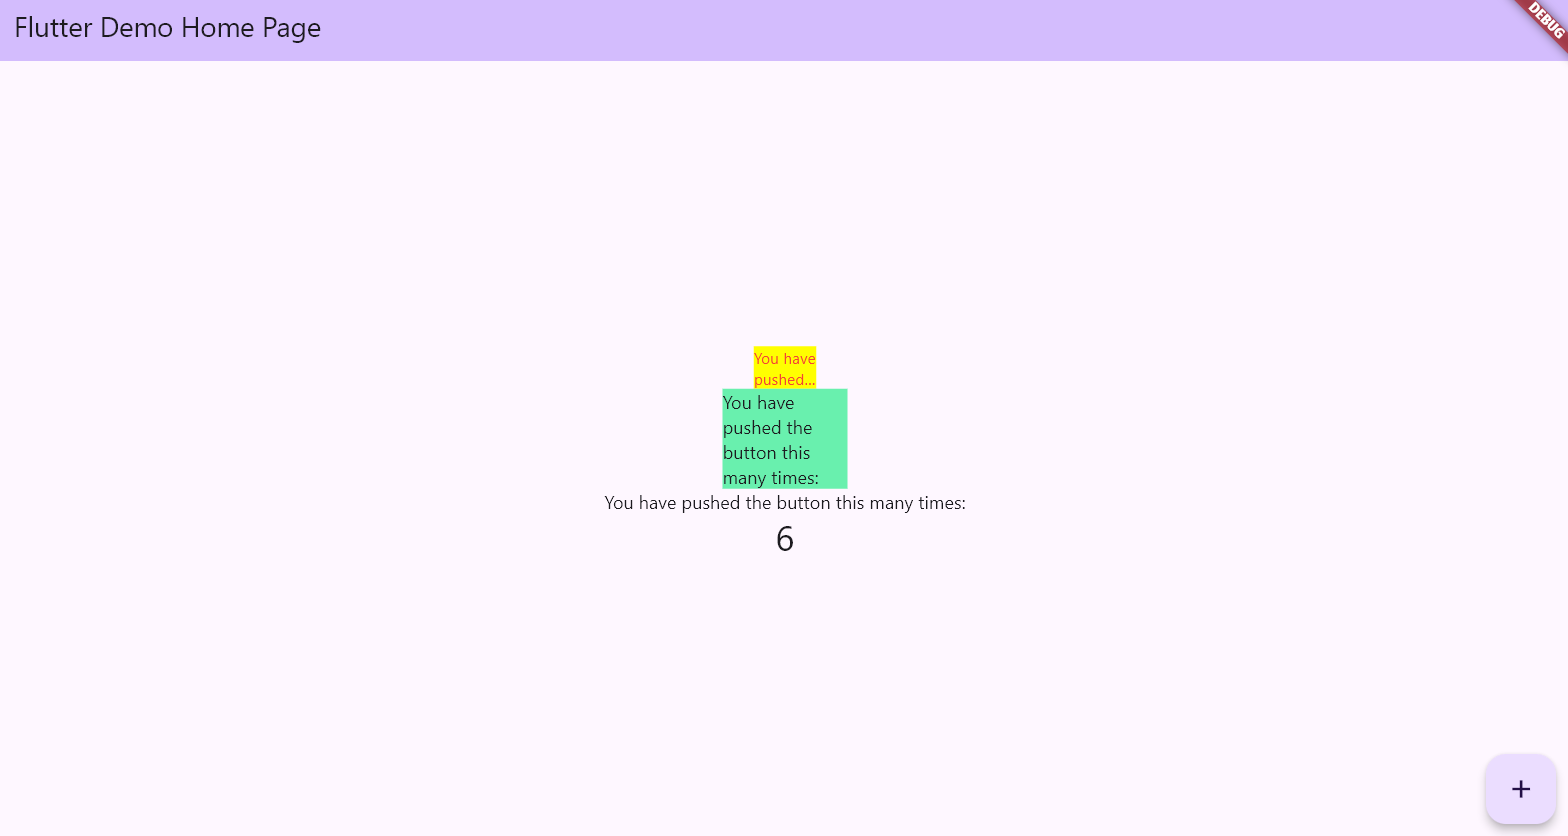 Flutter Demo Home Page
DEBUG
You have
pushed...
You have
pushed the
button this
many times:
You have pushed the button this many times:
6
+